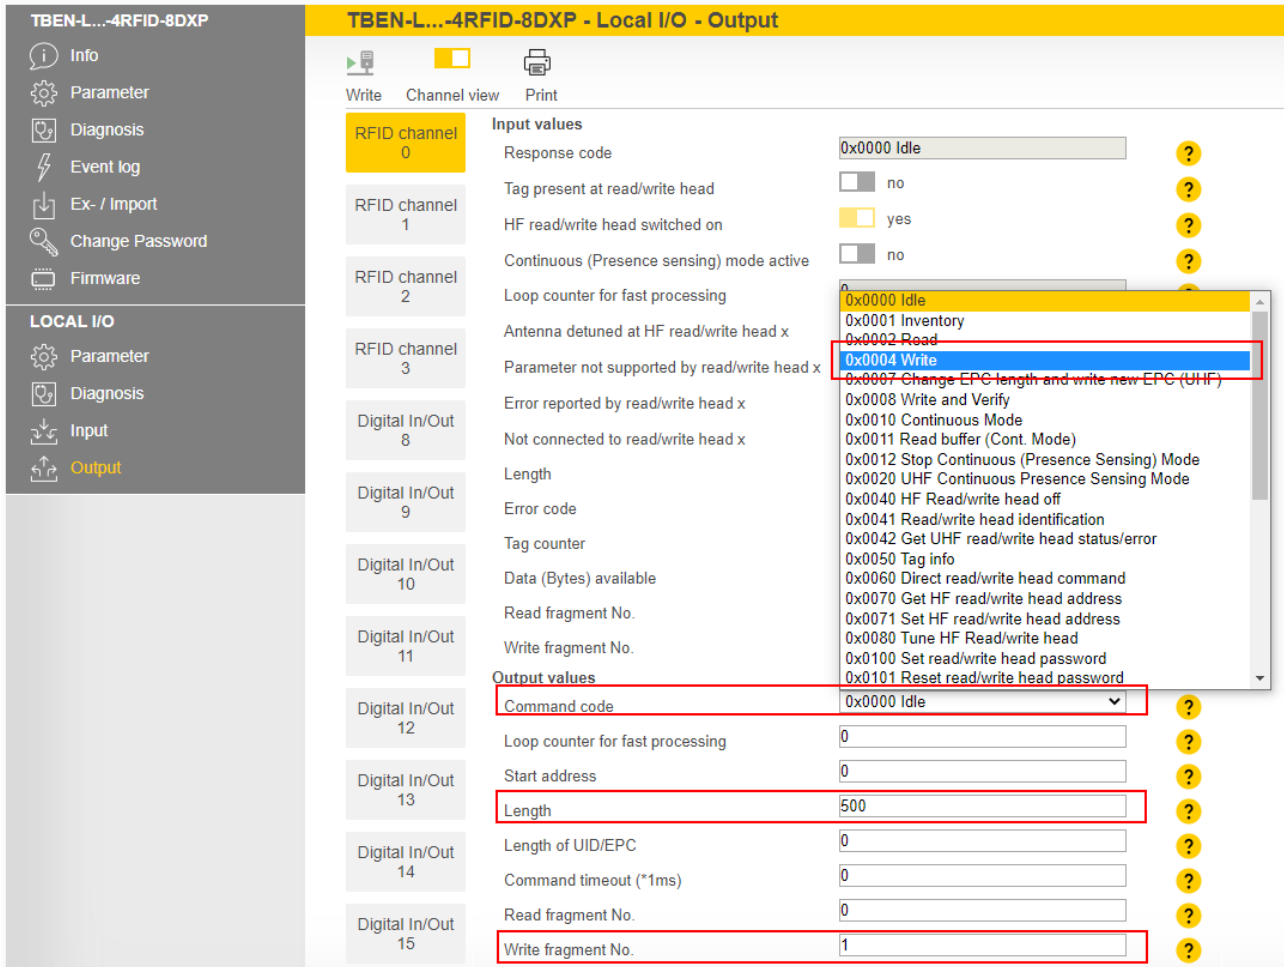 TBEN-L...-4RFID-8DXP
Info
Parameter
Diagnosis
Event log
Ex- / Import
Change Password
Firmware
LOCAL I/O
Parameter
Diagnosis
Input
Output
TBEN-L...-4RFID-8DXP - Local I/O - Output
Write Channel view Print
RFID channel
0
RFID channel
1
RFID channel
2
RFID channel
3
Digital In/Out
8
Digital In/Out
9
Digital In/Out
10
Digital In/Out
11
Digital In/Out
12
Digital In/Out
13
Digital In/Out
14
Digital In/Out
15
Input values
Response code 0x0000 Idle ?
Tag present at read/write head no ?
HF read/write head switched on yes ?
Continuous (Presence sensing) mode active no ?
Loop counter for fast processing
Antenna detuned at HF read/write head x
Parameter not supported by read/write head x
Error reported by read/write head x
Not connected to read/write head x
Length
Error code
Tag counter
Data (Bytes) available
Read fragment No.
Write fragment No.
0x0000 Idle
0x0001 Inventory
0x0002 Read
0x0004 Write
0x0007 Change EPC length and write new EPC (UHF)
0x0008 Write and Verify
0x0010 Continuous Mode
0x0011 Read buffer (Cont. Mode)
0x0012 Stop Continuous (Presence Sensing) Mode
0x0020 UHF Continuous Presence Sensing Mode
0x0040 HF Read/write head off
0x0041 Read/write head identification
0x0042 Get UHF read/write head status/error
0x0050 Tag info
0x0060 Direct read/write head command
0x0070 Get HF read/write head address
0x0071 Set HF read/write head address
0x0080 Tune HF Read/write head
0x0100 Set read/write head password
0x0101 Reset read/write head password
Output values
Command code 0x0000 Idle ?
Loop counter for fast processing 0 ?
Start address 0 ?
Length 500 ?
Length of UID/EPC 0 ?
Command timeout (*1ms) 0 ?
Read fragment No. 0 ?
Write fragment No. 1 ?